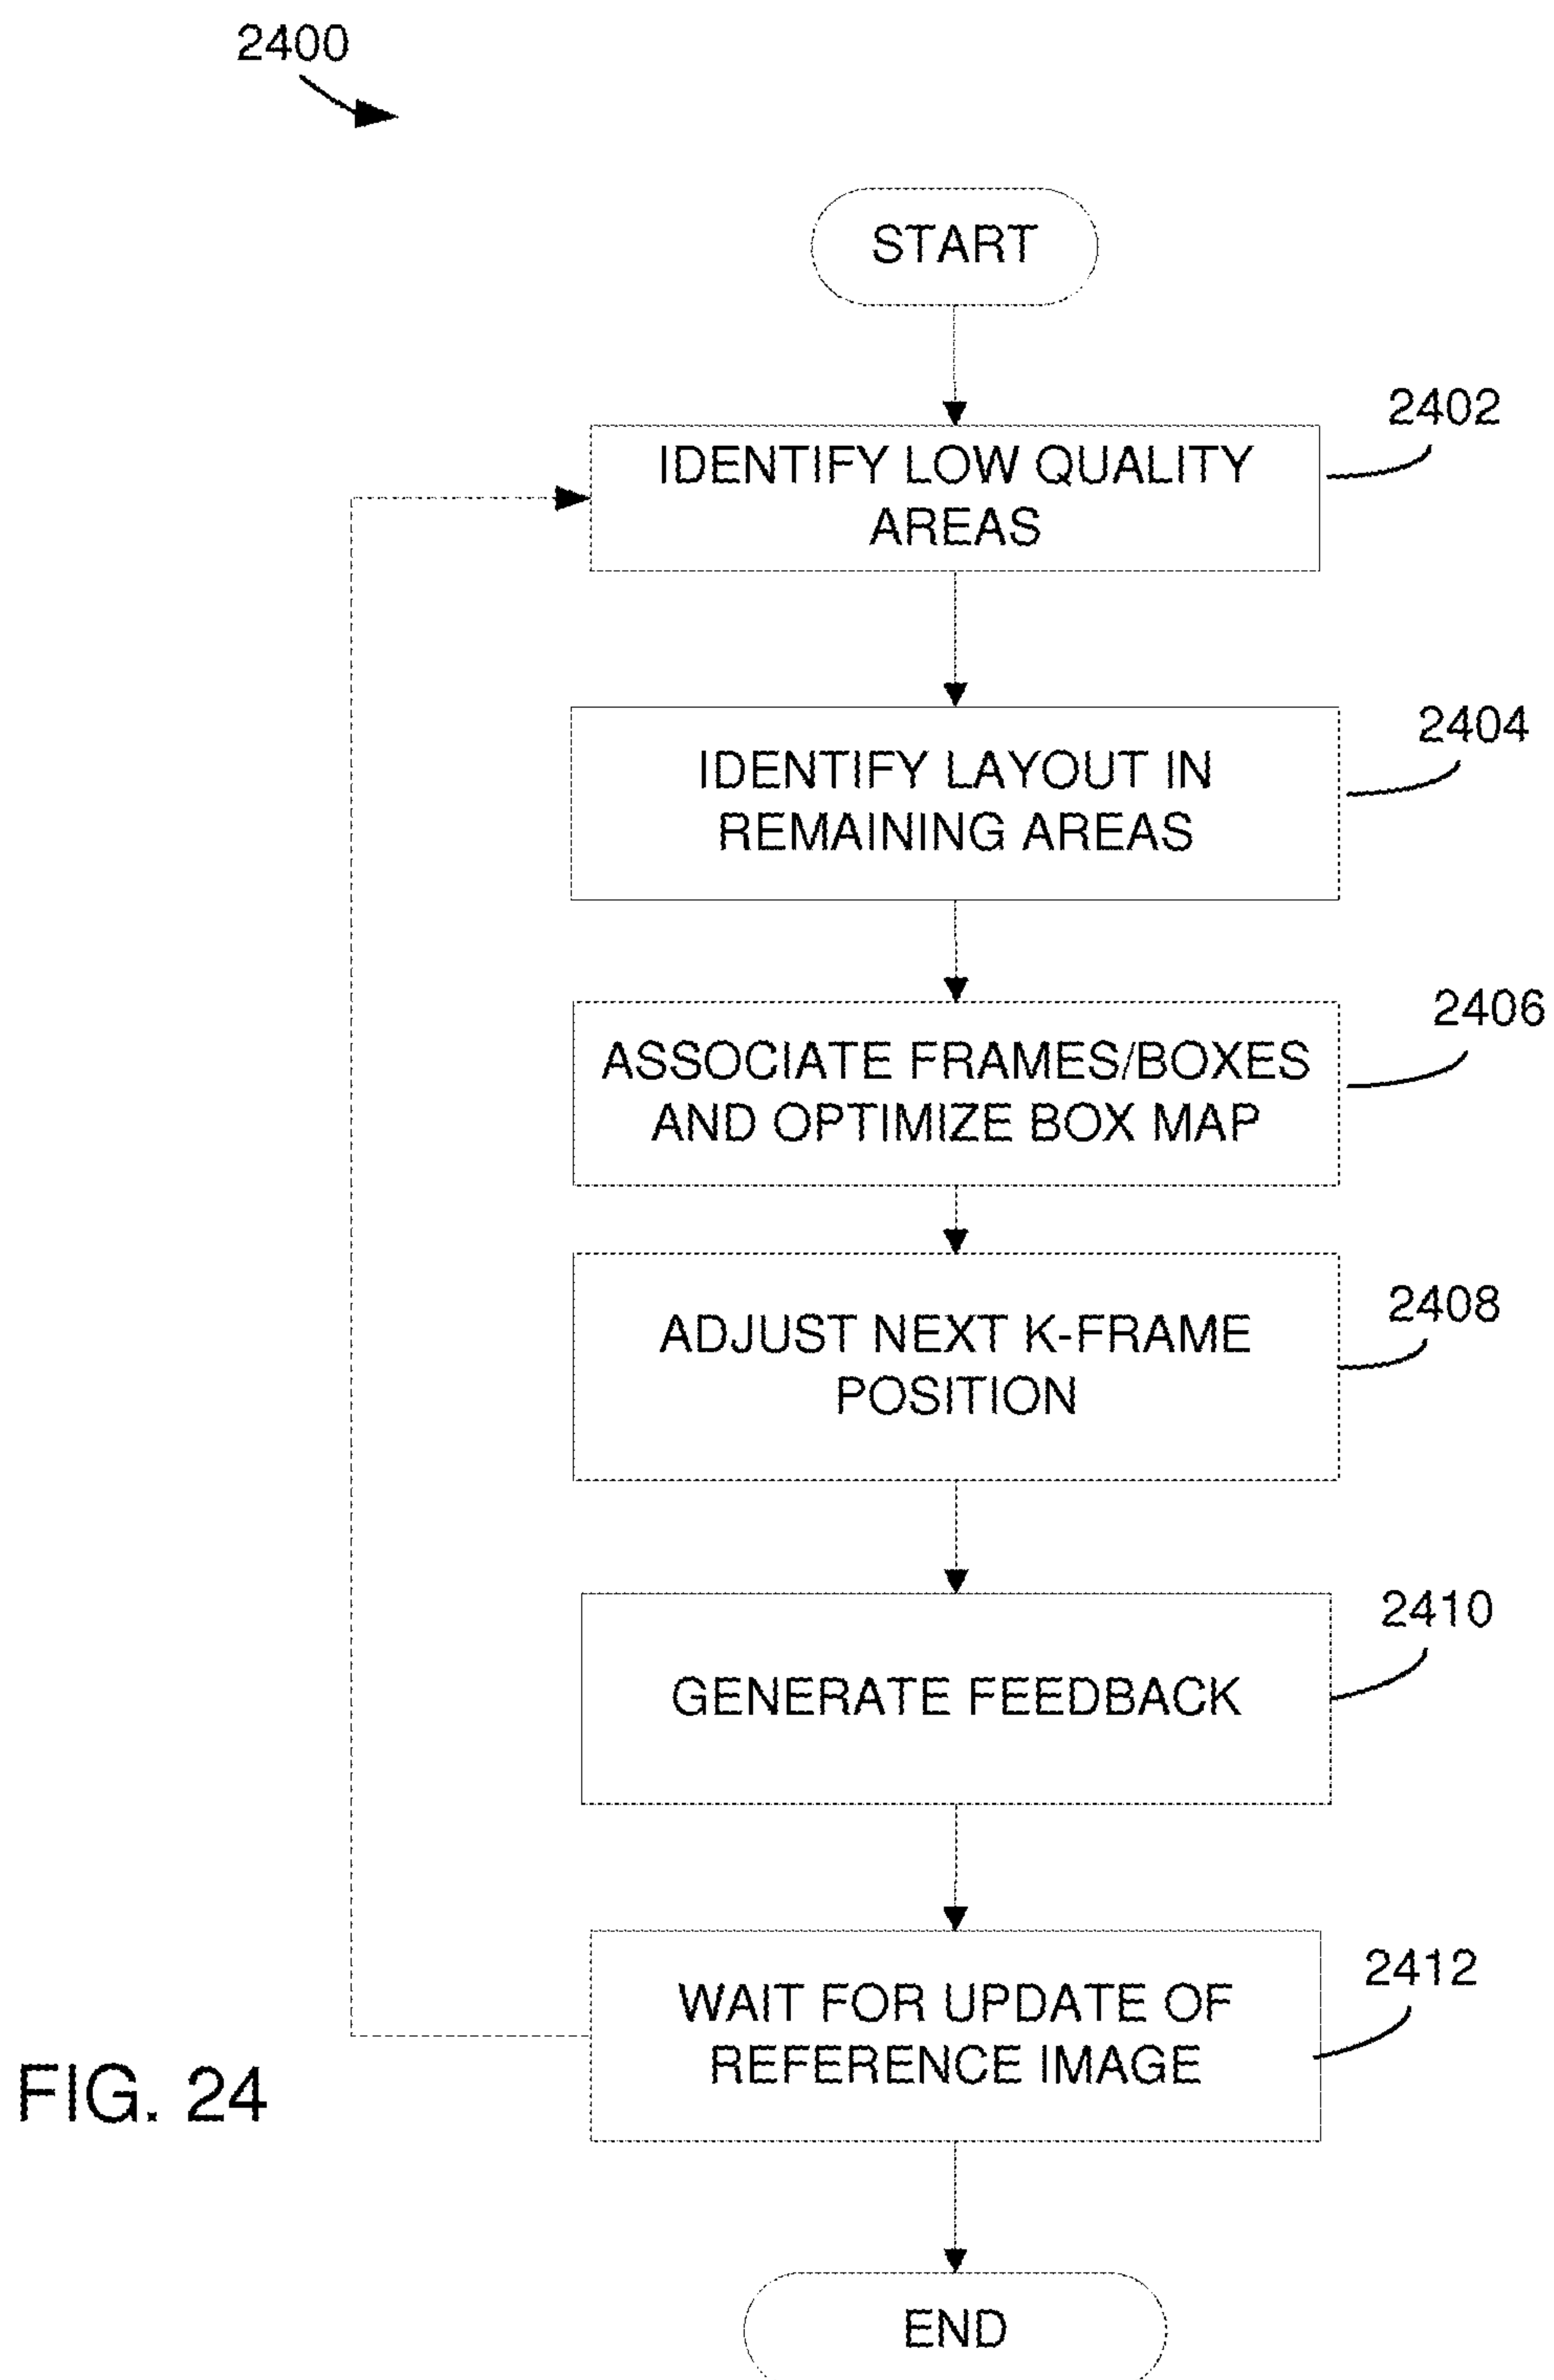 2400
START
2402
IDENTIFY LOW QUALITY
AREAS
2404
IDENTIFY LAYOUT IN
REMAINING AREAS
2406
ASSOCIATE FRAMES/BOXES
AND OPTIMIZE BOX MAP
2408
ADJUST NEXT K-FRAME
POSITION
2410
GENERATE FEEDBACK
2412
WAIT FOR UPDATE OF
REFERENCE IMAGE
FIG. 24
END